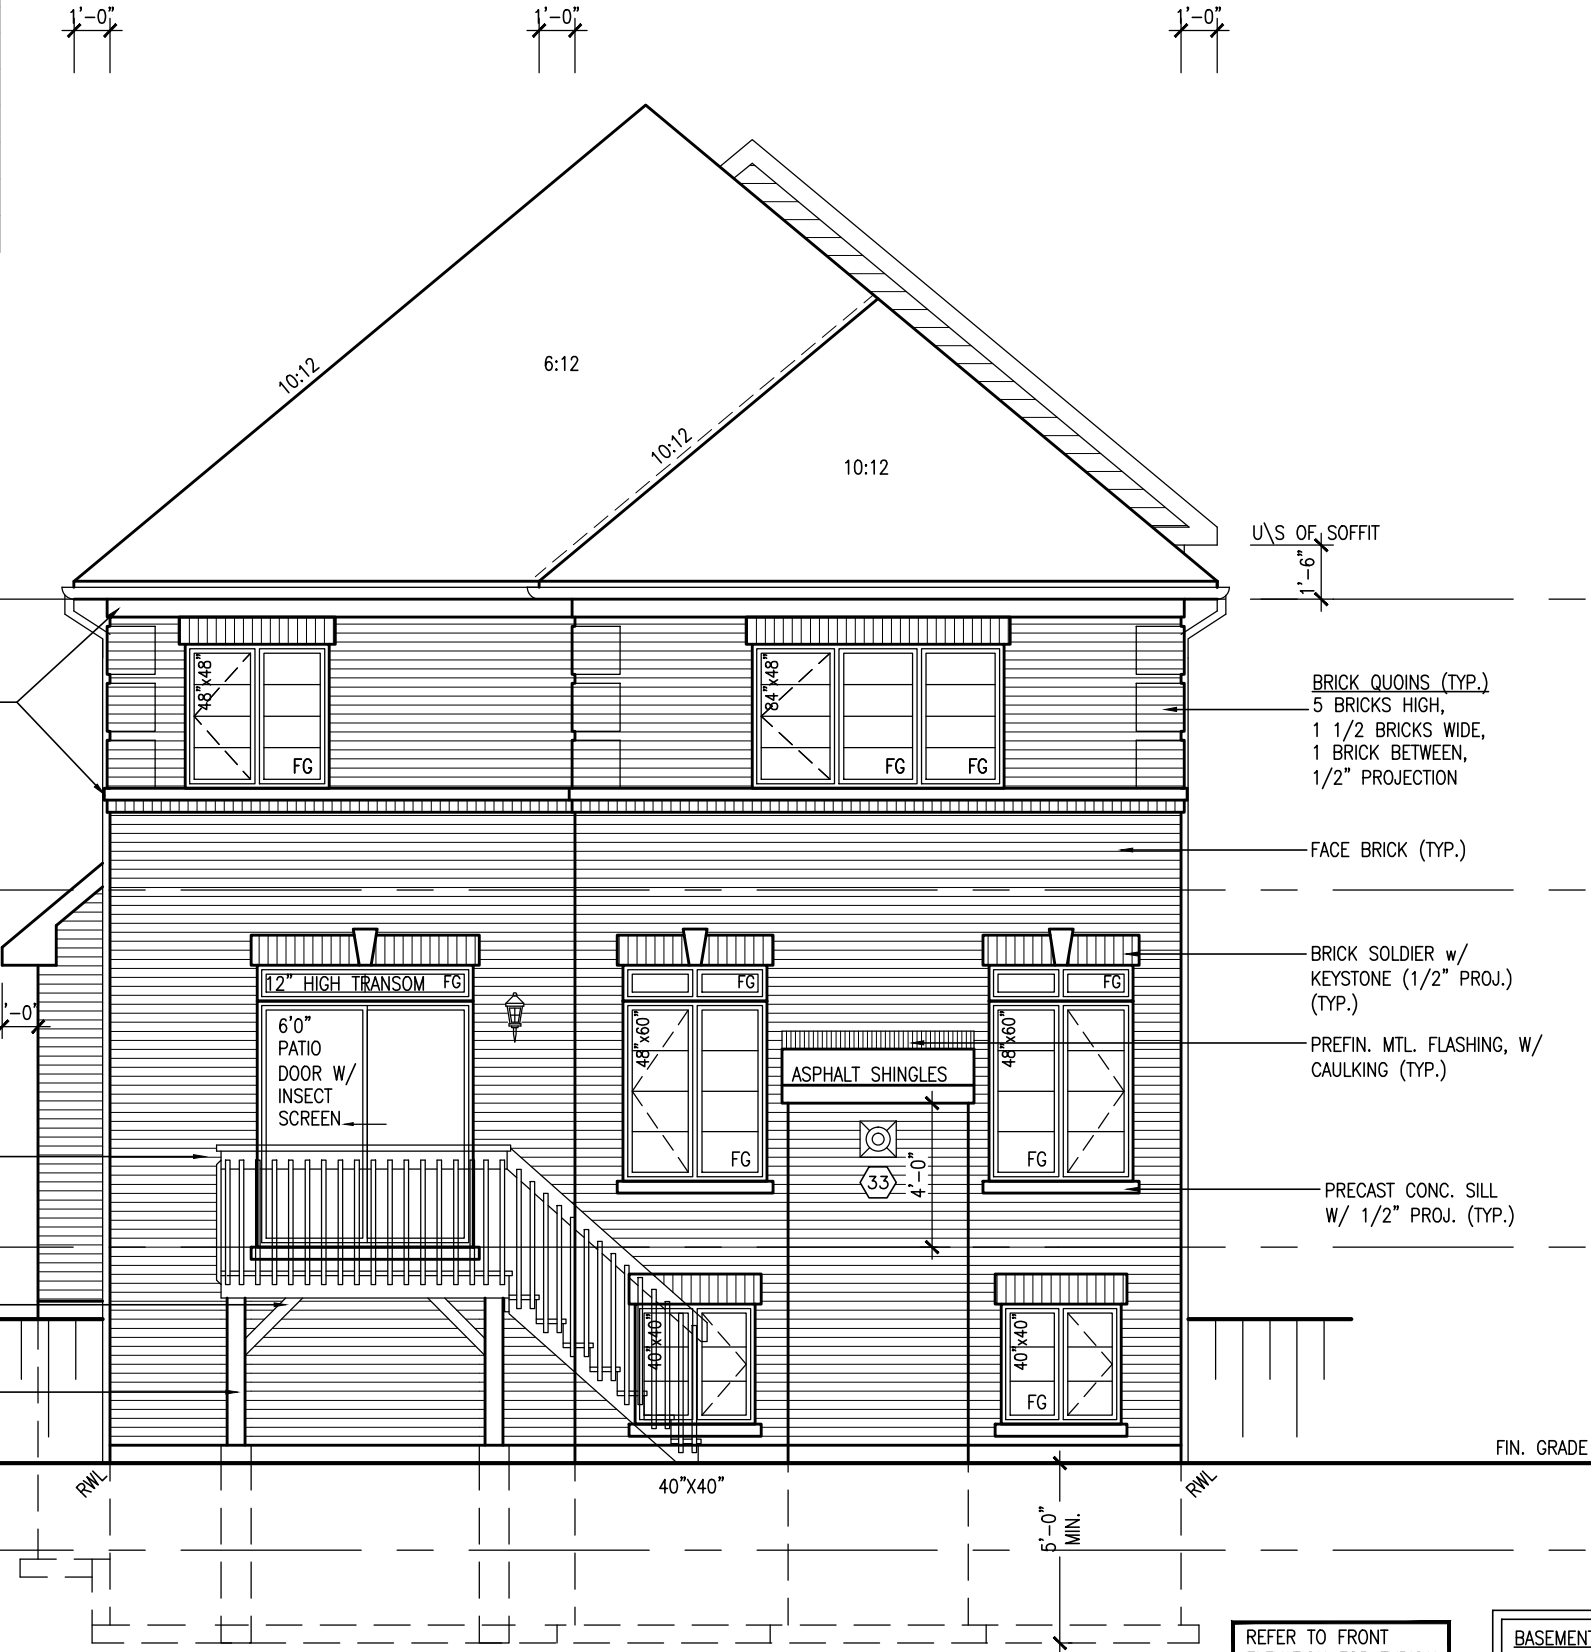 1'-0"
1'-0"
1'-0"
10:12
6:12
10:12
10:12
U\S OF SOFFIT
1'-6"
48"x48"
FG
84"x48"
FG
FG
BRICK QUOINS (TYP.)
5 BRICKS HIGH,
1 1/2 BRICKS WIDE,
1 BRICK BETWEEN,
1/2" PROJECTION
FACE BRICK (TYP.)
BRICK SOLDIER w/
KEYSTONE (1/2" PROJ.)
(TYP.)
12" HIGH TRANSOM
FG
FG
FG
'-0"
6'0"
PATIO
DOOR W/
INSECT
SCREEN
48"x60"
48"x60"
PREFIN. MTL. FLASHING, W/
CAULKING (TYP.)
ASPHALT SHINGLES
FG
FG
33
4'-0"
PRECAST CONC. SILL
W/ 1/2" PROJ. (TYP.)
40"x40"
40"x40"
FG
FIN. GRADE
RWL
40"X40"
RWL
5'-0"
MIN.
REFER TO FRONT
BASEMENT